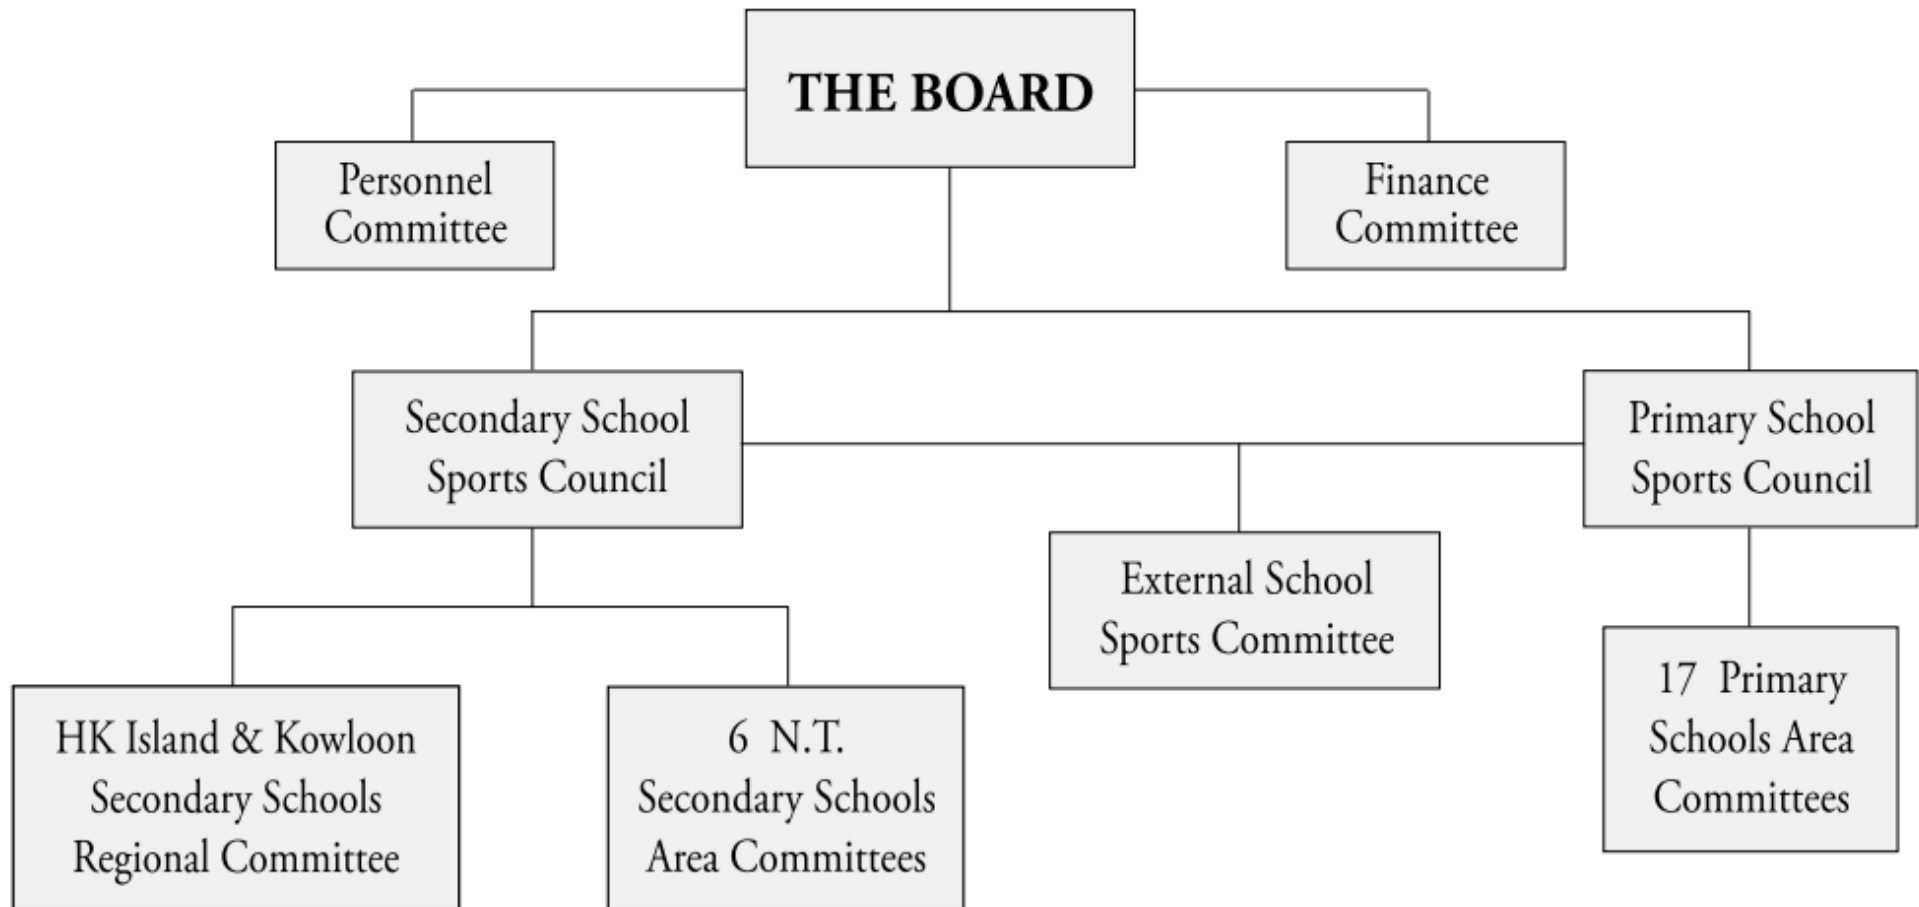 THE BOARD
Personnel
Committee
Finance
Committee
Secondary School
Sports Council
Primary School
Sports Council
External School
Sports Committee
HK Island & Kowloon
Secondary Schools
Regional Committee
6 N.T.
Secondary Schools
Area Committees
17 Primary
Schools Area
Committees